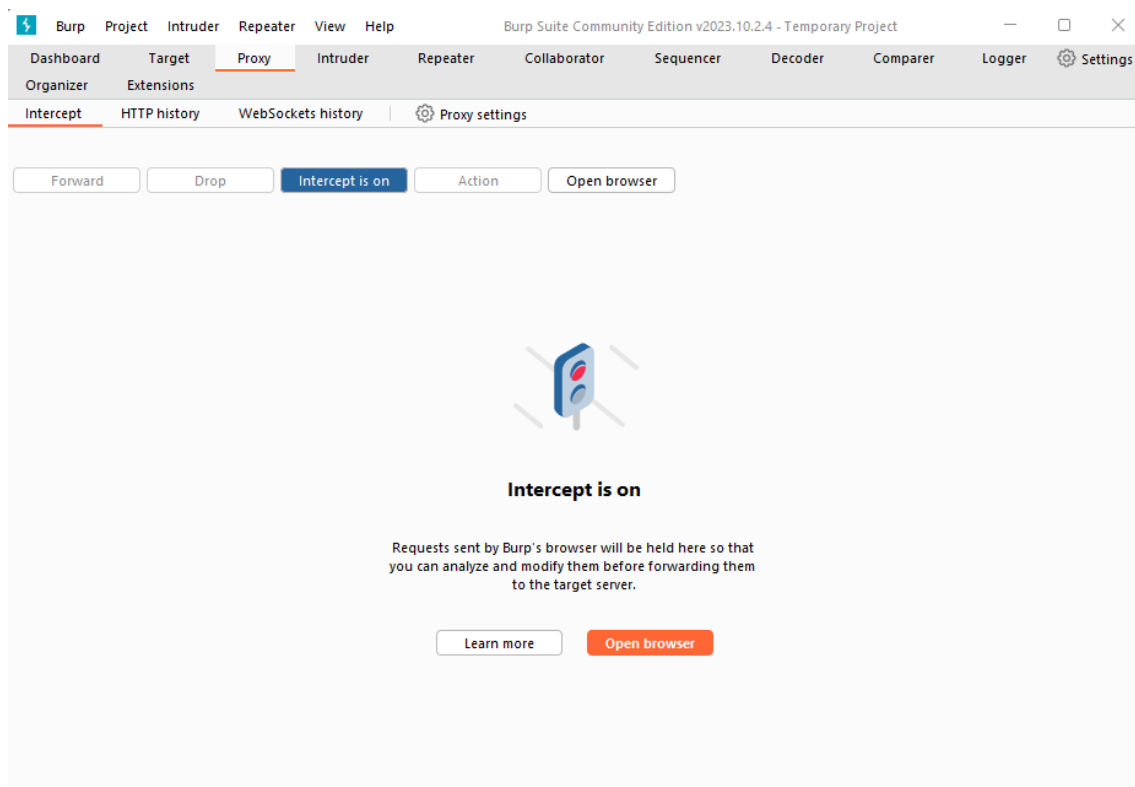 Burp Project Intruder Repeater View Help Burp Suite Community Edition v2023.10.2.4 - Temporary Project
Dashboard Target Proxy Intruder Repeater Collaborator Sequencer Decoder Comparer Logger Settings
Organizer Extensions
Intercept HTTP history WebSockets history Proxy settings
Forward Drop Intercept is on Action Open browser
Intercept is on
Requests sent by Burp's browser will be held here so that
you can analyze and modify them before forwarding them
to the target server.
Learn more Open browser